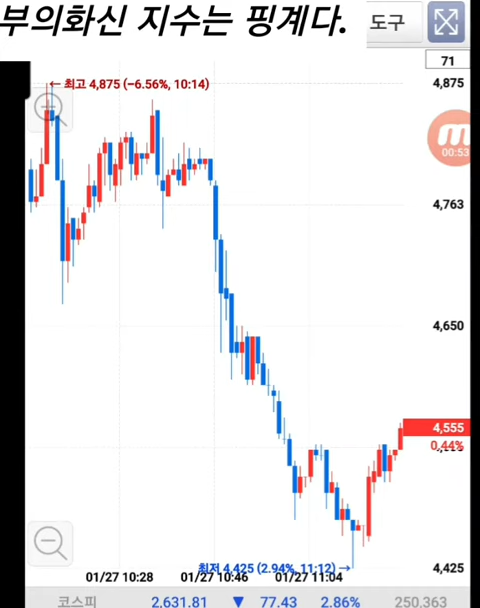 부의화신 지수는 핑계다.
도구
71
← 최고 4,875 (−6.56%, 10:14)
4,875
00:53
4,763
4,650
4,555
0.44%
최저 4,425 (2.94%, 11:12) →
4,425
01/27 10:28 01/27 10:46 01/27 11:04
코스피 2,631.81 ▼ 77.43 2.86% 250,363